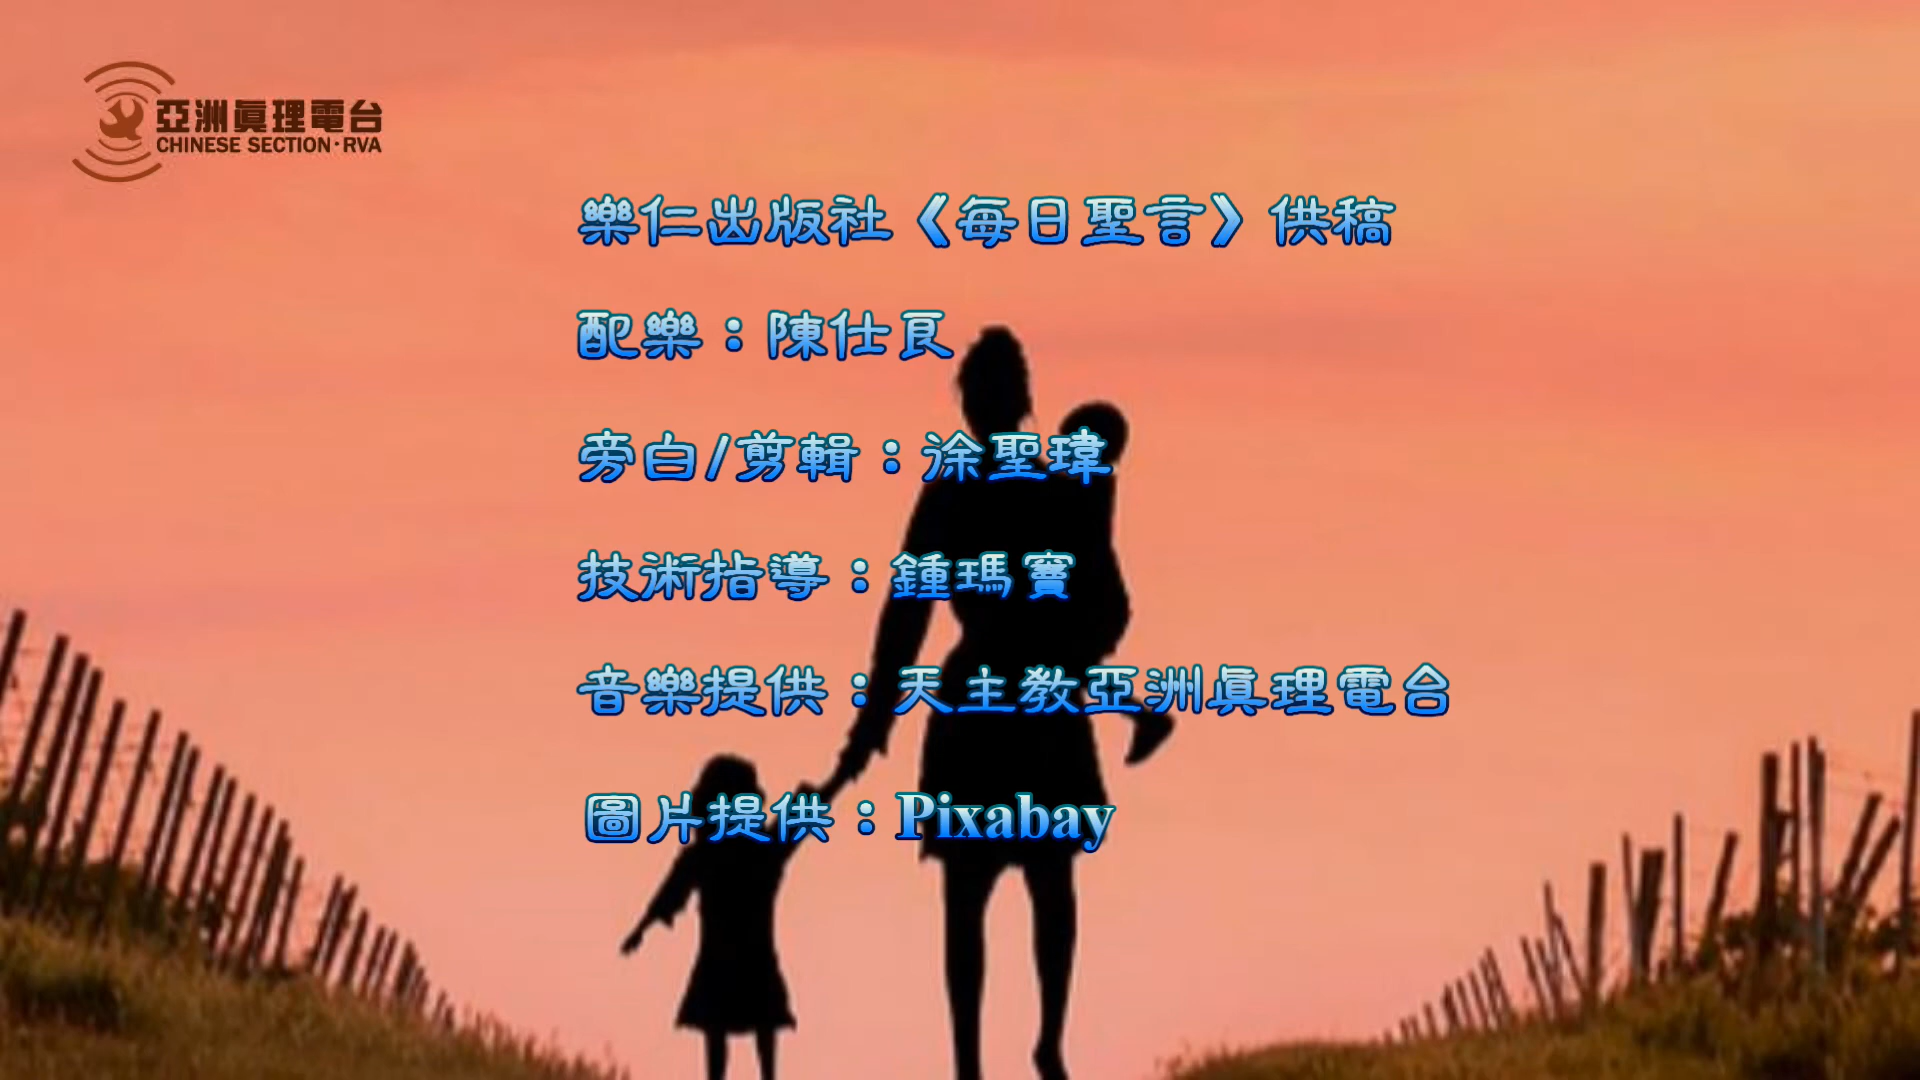 亞洲眞理電台
CHINESE SECTION·RVA
樂仁出版社《每日聖言》供稿
配樂：陳仕良
旁白/剪輯：涂聖瑋
技術指導：鍾瑪竇
音樂提供：天主教亞洲眞理電台
圖片提供：Pixabay